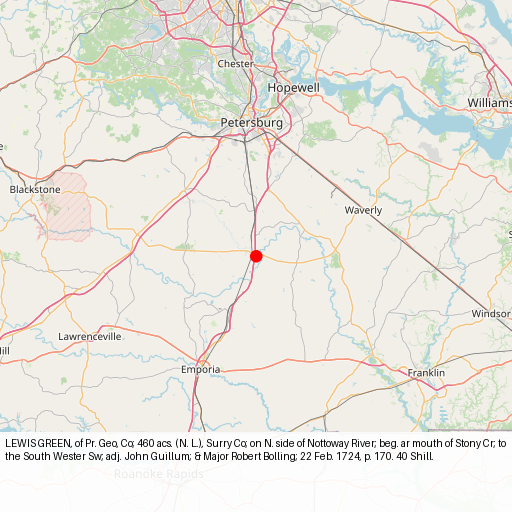 Chester
Hopewell
Williams
Petersburg
Blackstone
Waverly
Windsor
Lawrenceville
Hill
Franklin
Emporia
LEWIS GREEN, of Pr. Geo, Co; 460 acs. (N. L.), Surry Co; on N. side of Nottoway River; beg. ar mouth of Stony Cr; to
the South Wester Sw; adj. John Guillum; & Major Robert Bolling; 22 Feb. 1724, p. 170. 40 Shill.
Roanoke Rapids